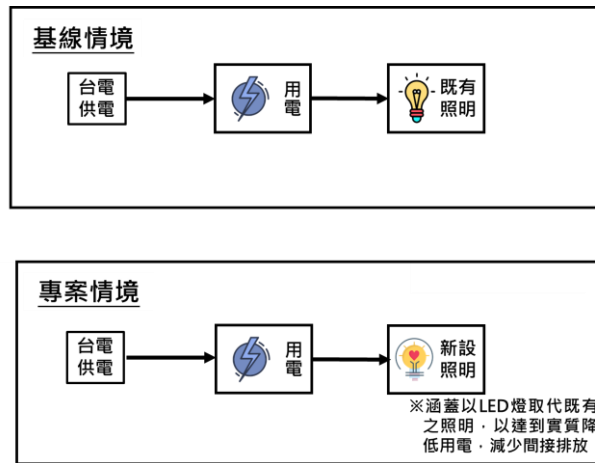 基線情境
台電
供電
用
電
既有
照明
專案情境
台電
供電
用
電
新設
照明
※涵蓋以LED燈取代既有
之照明，以達到實質降
低用電，減少間接排放